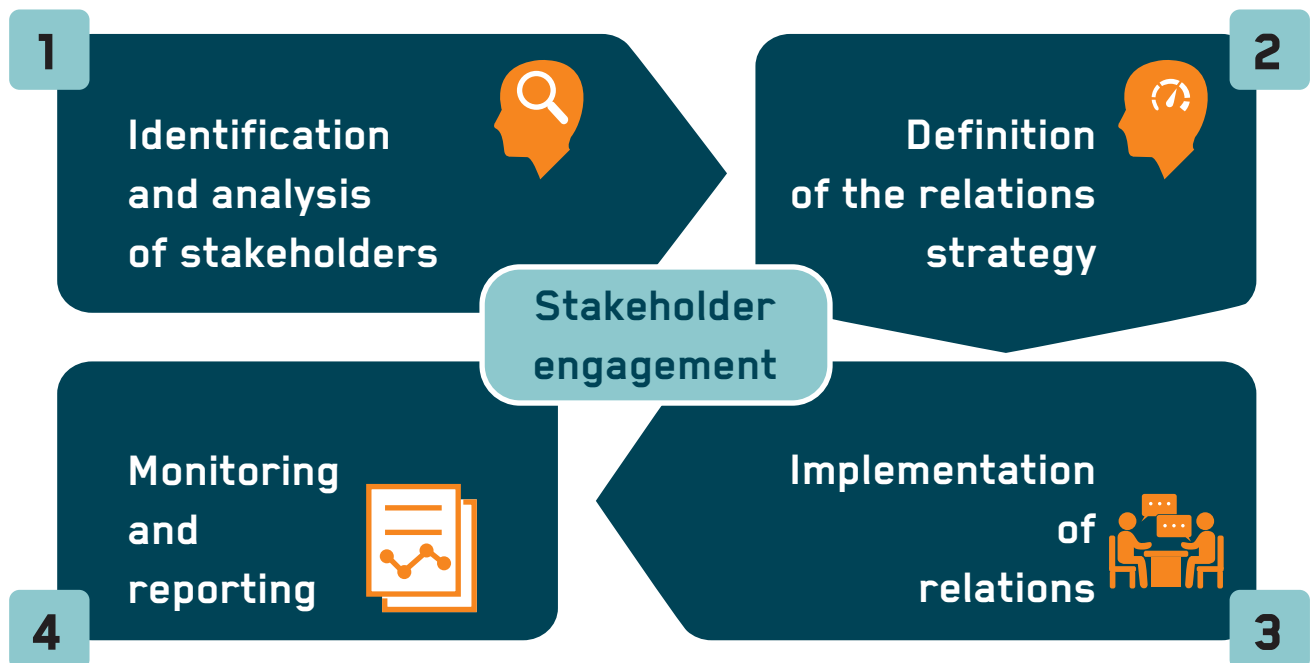 1
Identification
and analysis
of stakeholders
2
Definition
of the relations
strategy
Stakeholder
engagement
3
Implementation
of
relations
4
Monitoring
and
reporting